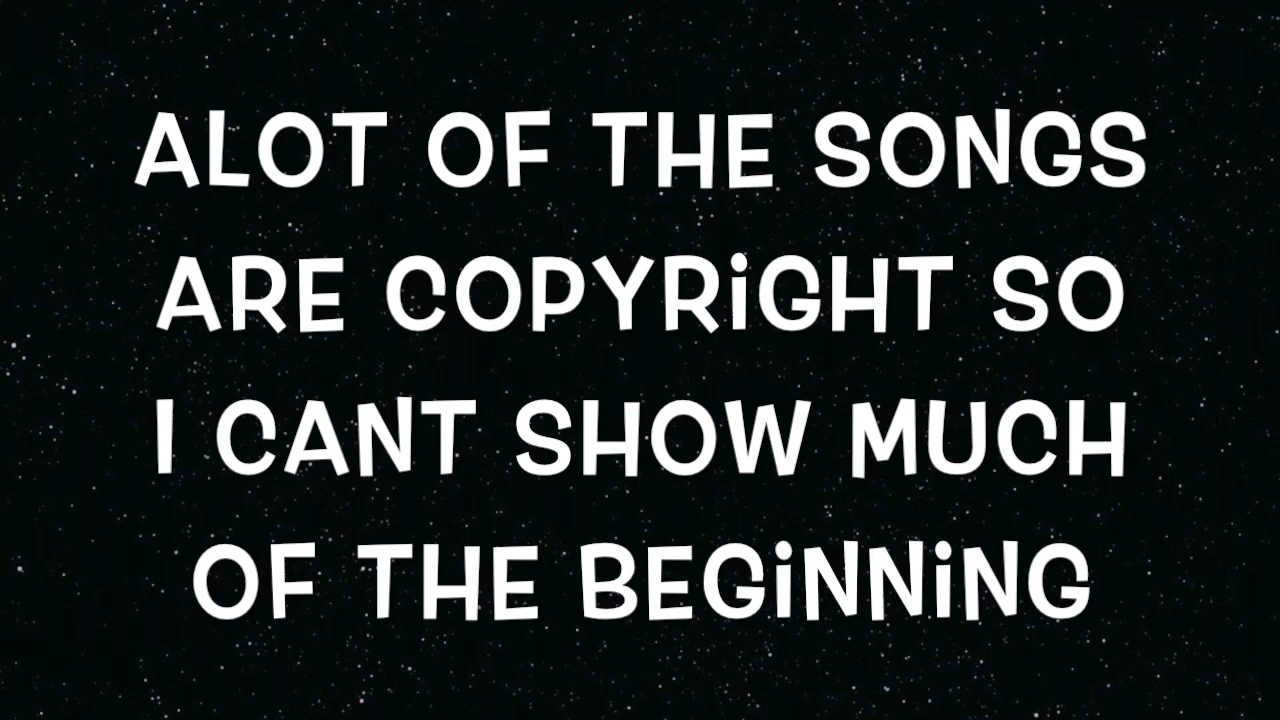 ALOT OF THE SONGS
ARE COPYRiGHT SO
I CANT SHOW MUCH
OF THE BEGiNNiNG